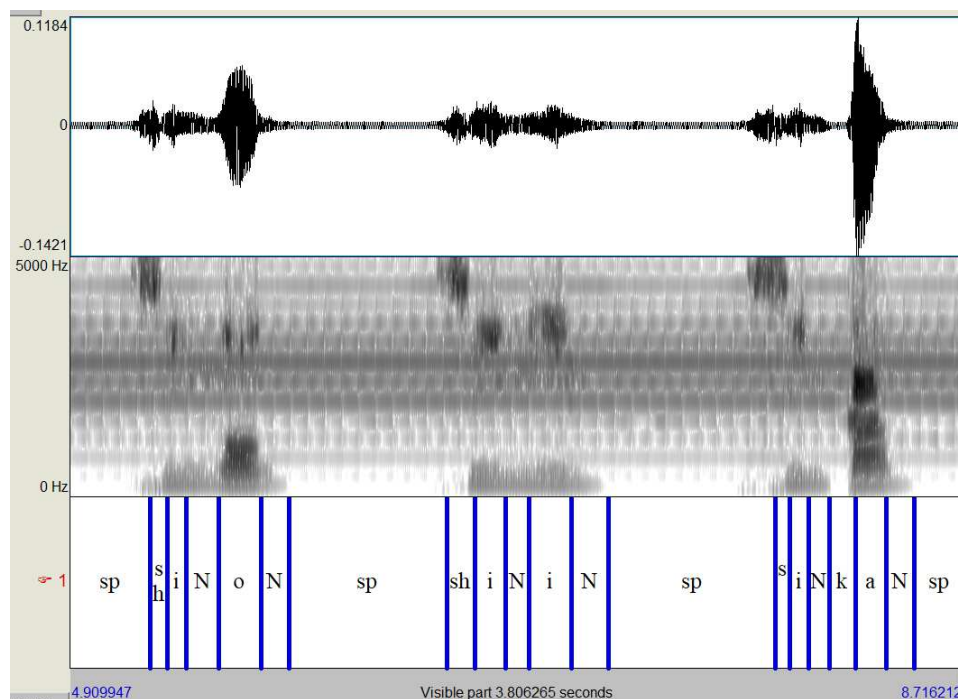 0.1184
0
-0.1421
5000 Hz
0 Hz
☞ 1
sp sh i N o N sp sh i N i N sp s i N k a N sp
4.909947 Visible part 3.806265 seconds 8.716212